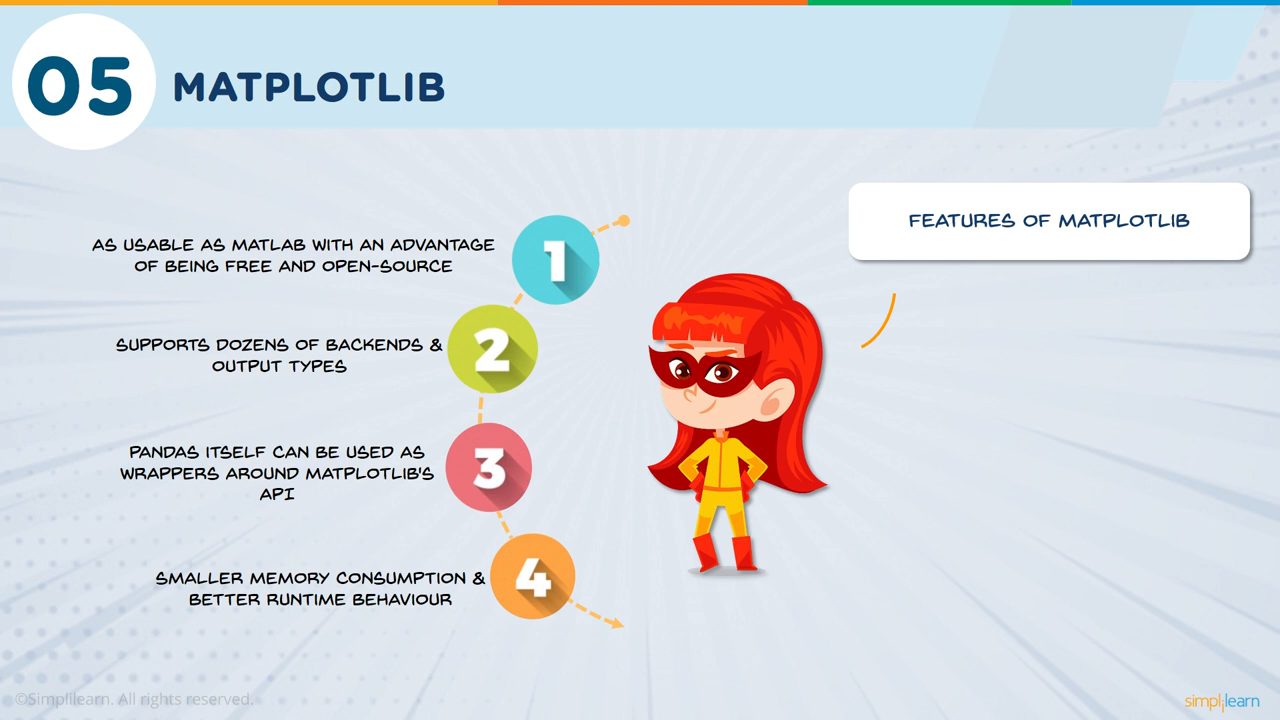 05
MATPLOTLIB
FEATURES OF MATPLOTLIB
1
AS USABLE AS MATLAB WITH AN ADVANTAGE
OF BEING FREE AND OPEN-SOURCE
2
SUPPORTS DOZENS OF BACKENDS &
OUTPUT TYPES
3
PANDAS ITSELF CAN BE USED AS
WRAPPERS AROUND MATPLOTLIB'S
API
4
SMALLER MEMORY CONSUMPTION &
BETTER RUNTIME BEHAVIOUR
©Simplilearn. All rights reserved.
simplilearn